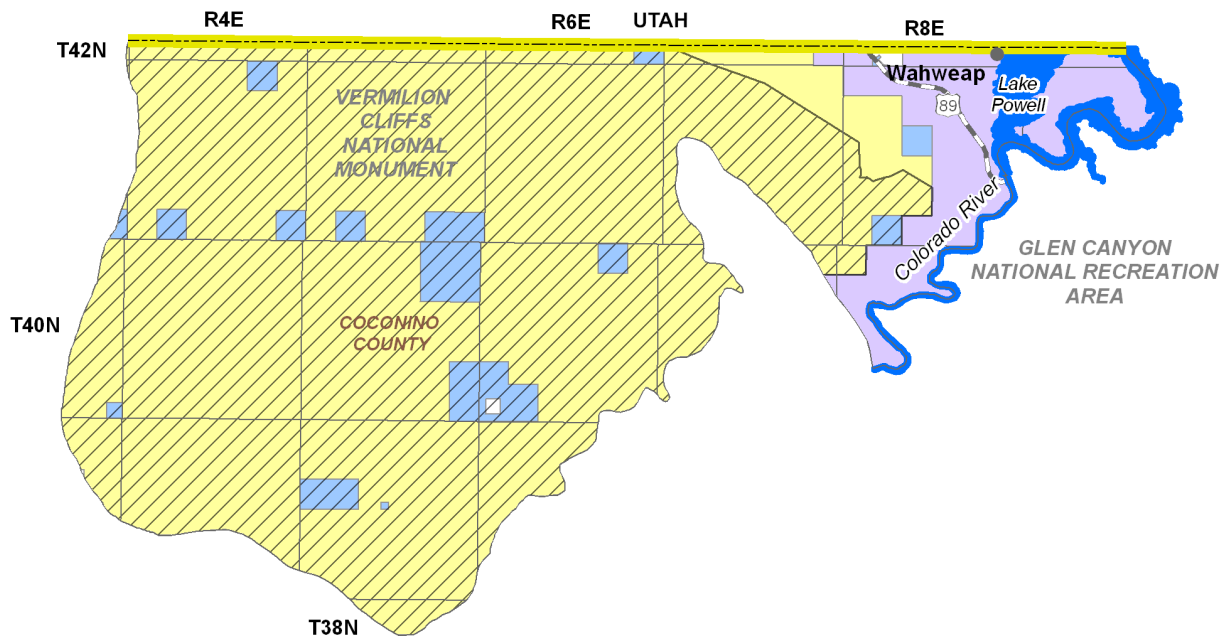 R4E
R6E
UTAH
R8E
T42N
Wahweap
Lake
Powell
89
VERMILION
CLIFFS
NATIONAL
MONUMENT
Colorado River
GLEN CANYON
NATIONAL RECREATION
AREA
T40N
COCONINO
COUNTY
T38N